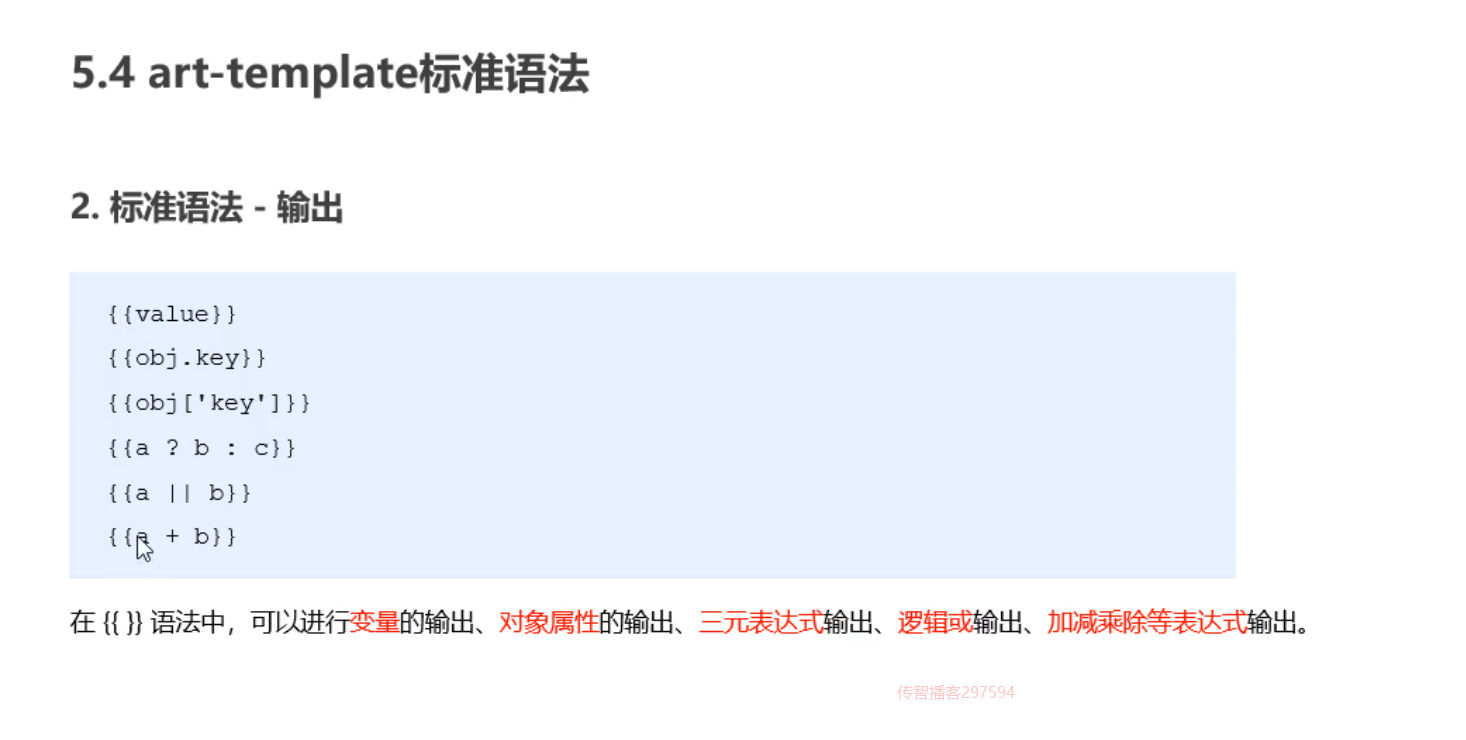 5.4 art-template标准语法
2. 标准语法 - 输出
{{value}}
{{obj.key}}
{{obj['key']}}
{{a ? b : c}}
{{a || b}}
{{a + b}}
在 {{ }} 语法中，可以进行变量的输出、对象属性的输出、三元表达式输出、逻辑或输出、加减乘除等表达式输出。
传智播客297594